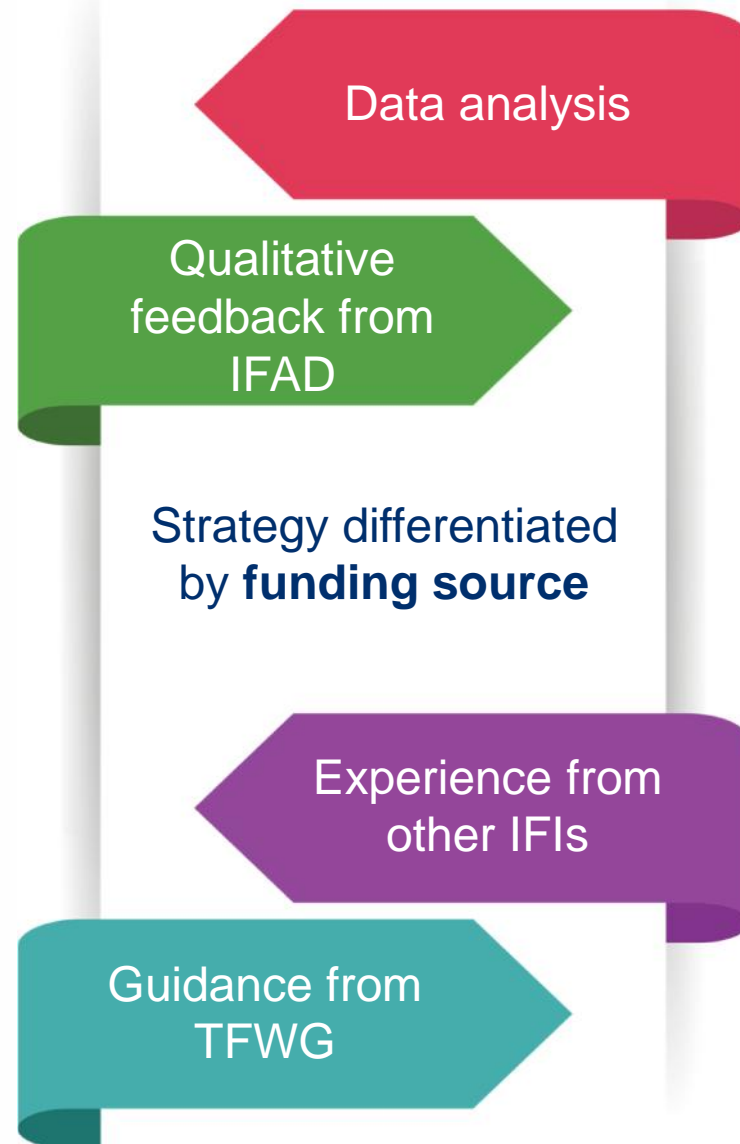 Data analysis
Qualitative
feedback from
IFAD
Strategy differentiated
by funding source
Experience from
other IFIs
Guidance from
TFWG